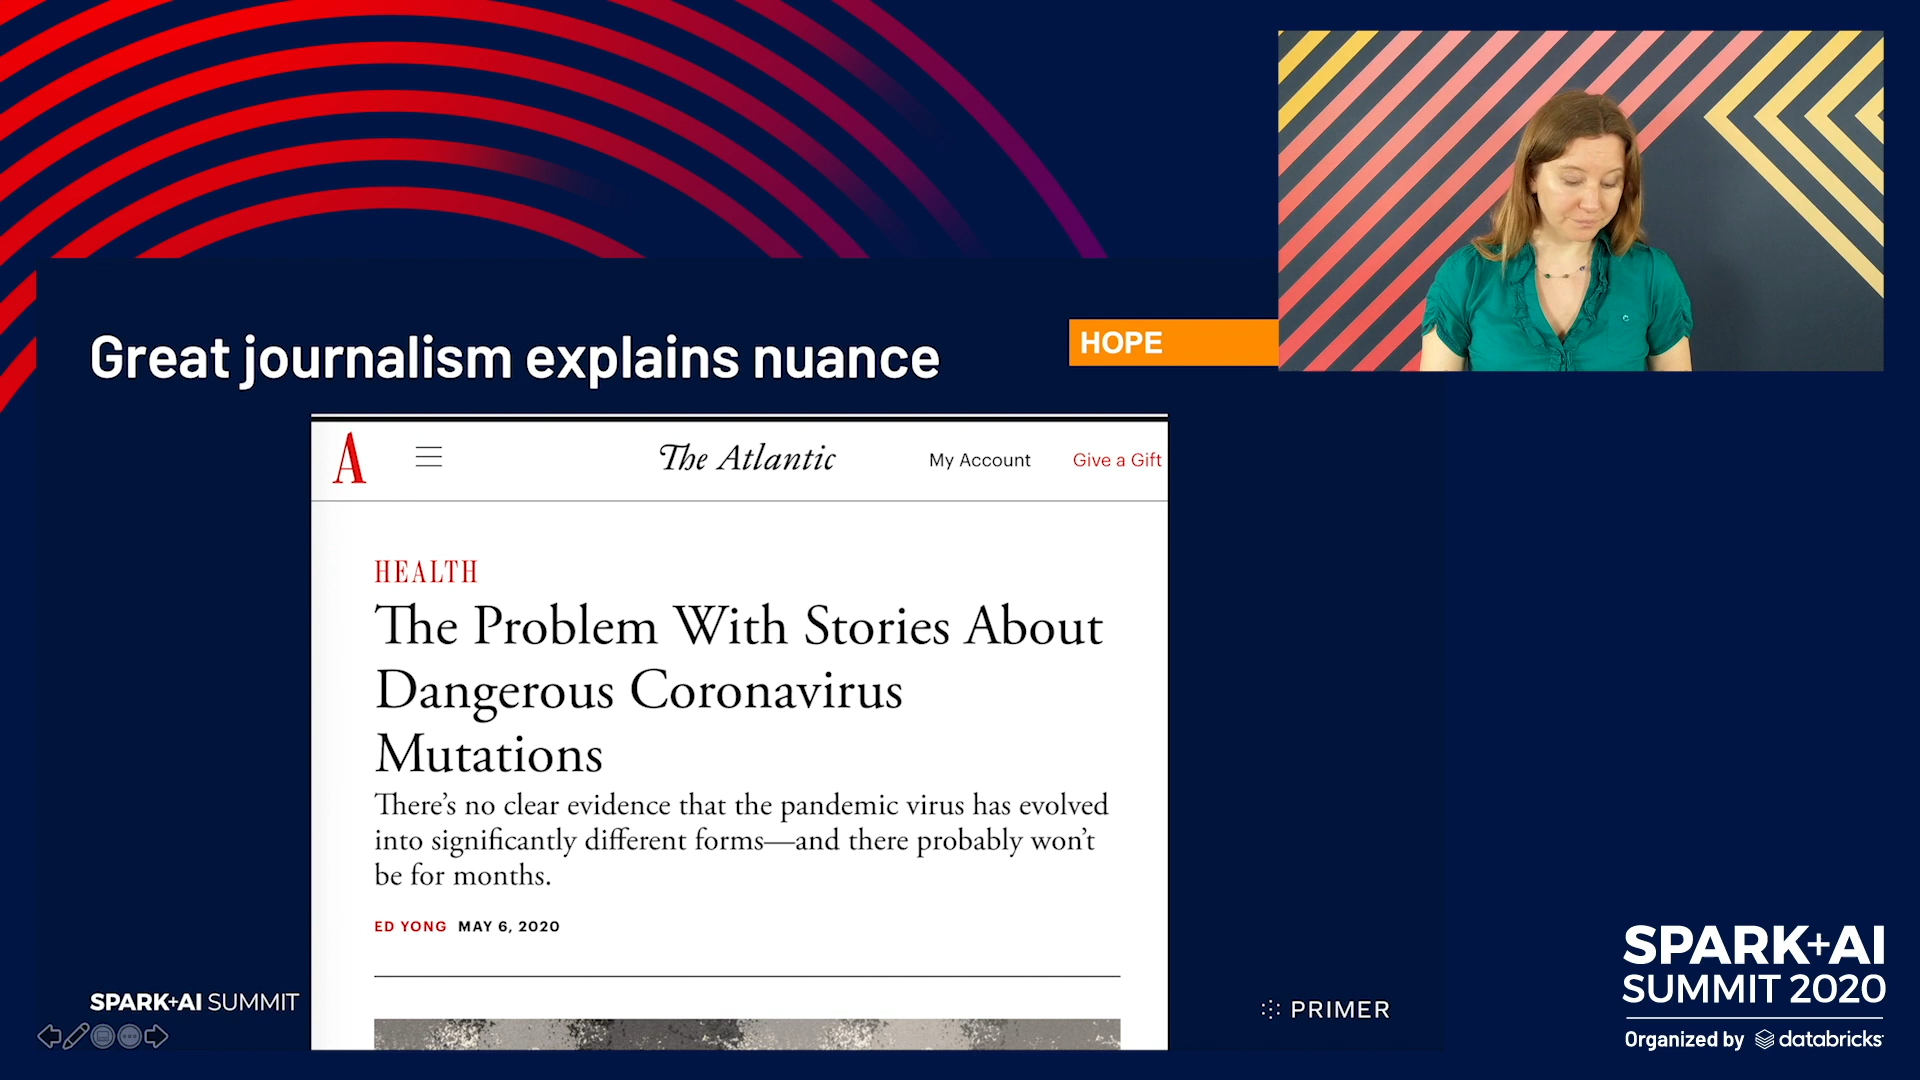 Great journalism explains nuance
HOPE
A
The Atlantic
My Account
Give a Gift
HEALTH
The Problem With Stories About
Dangerous Coronavirus
Mutations
There's no clear evidence that the pandemic virus has evolved
into significantly different forms—and there probably won't
be for months.
ED YONG MAY 6, 2020
SPARK+AI SUMMIT
PRIMER
SPARK+AI
SUMMIT 2020
Organized by databricks